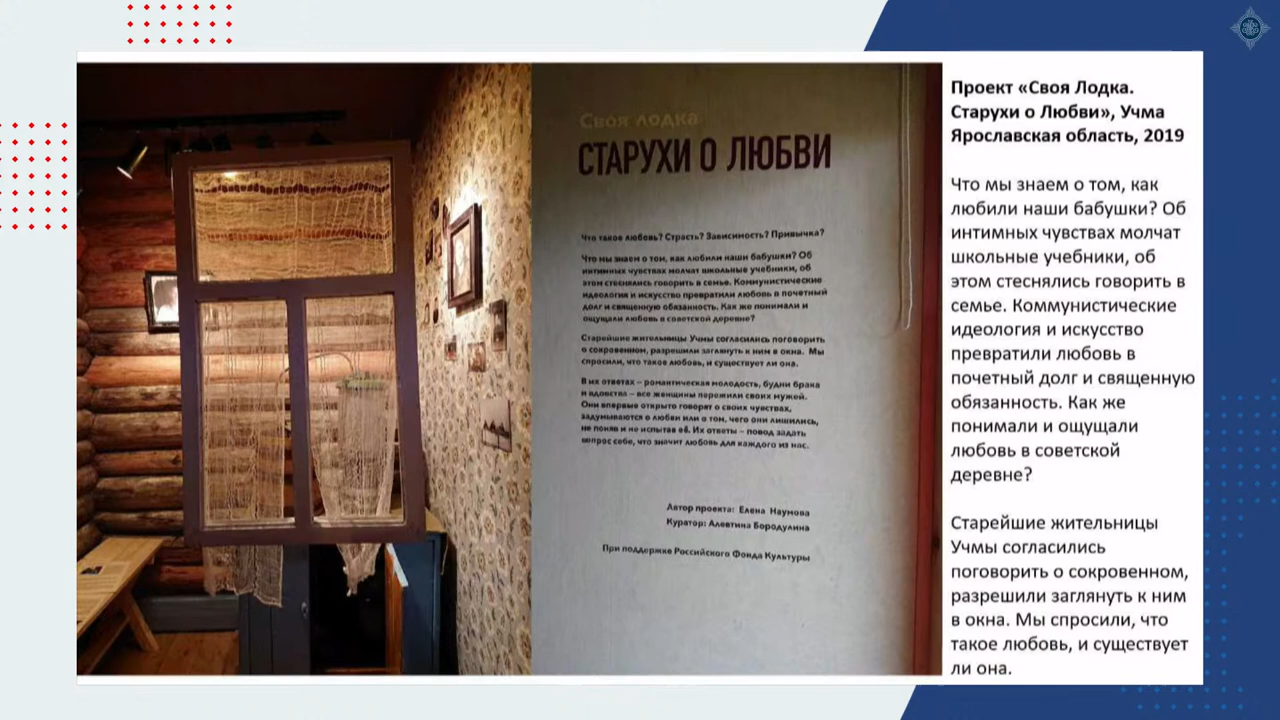 Своя лодка
СТАРУХИ О ЛЮБВИ
Что такое любовь? Страсть? Зависимость? Привычка?
Что мы знаем о том, как любили наши бабушки? Об
интимных чувствах молчат школьные учебники, об
этом стеснялись говорить в семье. Коммунистические
идеология и искусство превратили любовь в почетный
долг и священную обязанность. Как же понимали и
ощущали любовь в советской деревне?
Старейшие жительницы Учмы согласились поговорить
о сокровенном, разрешили заглянуть к ним в окна. Мы
спросили, что такое любовь, и существует ли она.
В их ответах – романтическая молодость, будни брака
и вдовства – все женщины пережили своих мужей.
Они впервые открыто говорят о своих чувствах,
задумываются о любви или о том, чего они лишились,
не поняв и не испытав её. Их ответы – повод задать
вопрос себе, что значит любовь для каждого из нас.
Автор проекта: Елена Наумова
Куратор: Алевтина Бородулина
При поддержке Российского Фонда Культуры
Проект «Своя Лодка.
Старухи о Любви», Учма
Ярославская область, 2019
Что мы знаем о том, как
любили наши бабушки? Об
интимных чувствах молчат
школьные учебники, об
этом стеснялись говорить в
семье. Коммунистические
идеология и искусство
превратили любовь в
почетный долг и священную
обязанность. Как же
понимали и ощущали
любовь в советской
деревне?
Старейшие жительницы
Учмы согласились
поговорить о сокровенном,
разрешили заглянуть к ним
в окна. Мы спросили, что
такое любовь, и существует
ли она.